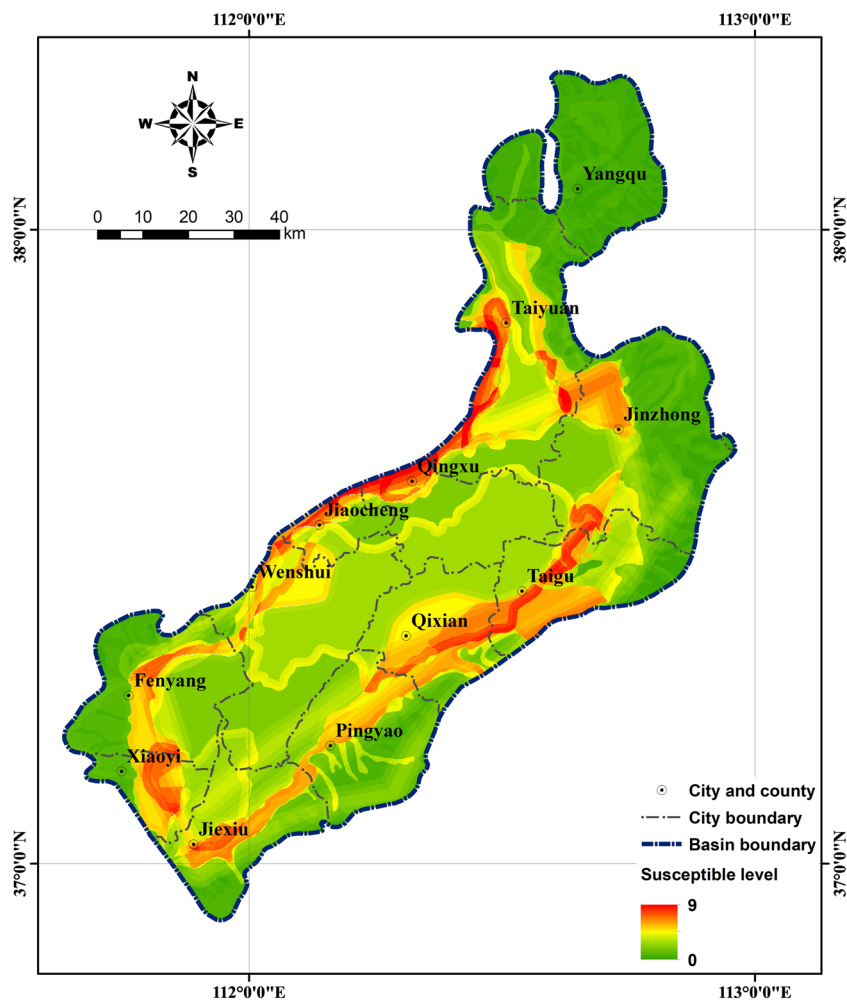 112°0'0"E 113°0'0"E
N
W E
S
0 10 20 30 40
km
38°0'0"N 38°0'0"N
Yangqu
Taiyuan
Jinzhong
Qingxu
Jiaocheng
Wenshui
Taigu
Qixian
Fenyang
Pingyao
Xiaoyi
Jiexiu
City and county
City boundary
Basin boundary
Susceptible level
9
0
37°0'0"N 37°0'0"N
112°0'0"E 113°0'0"E